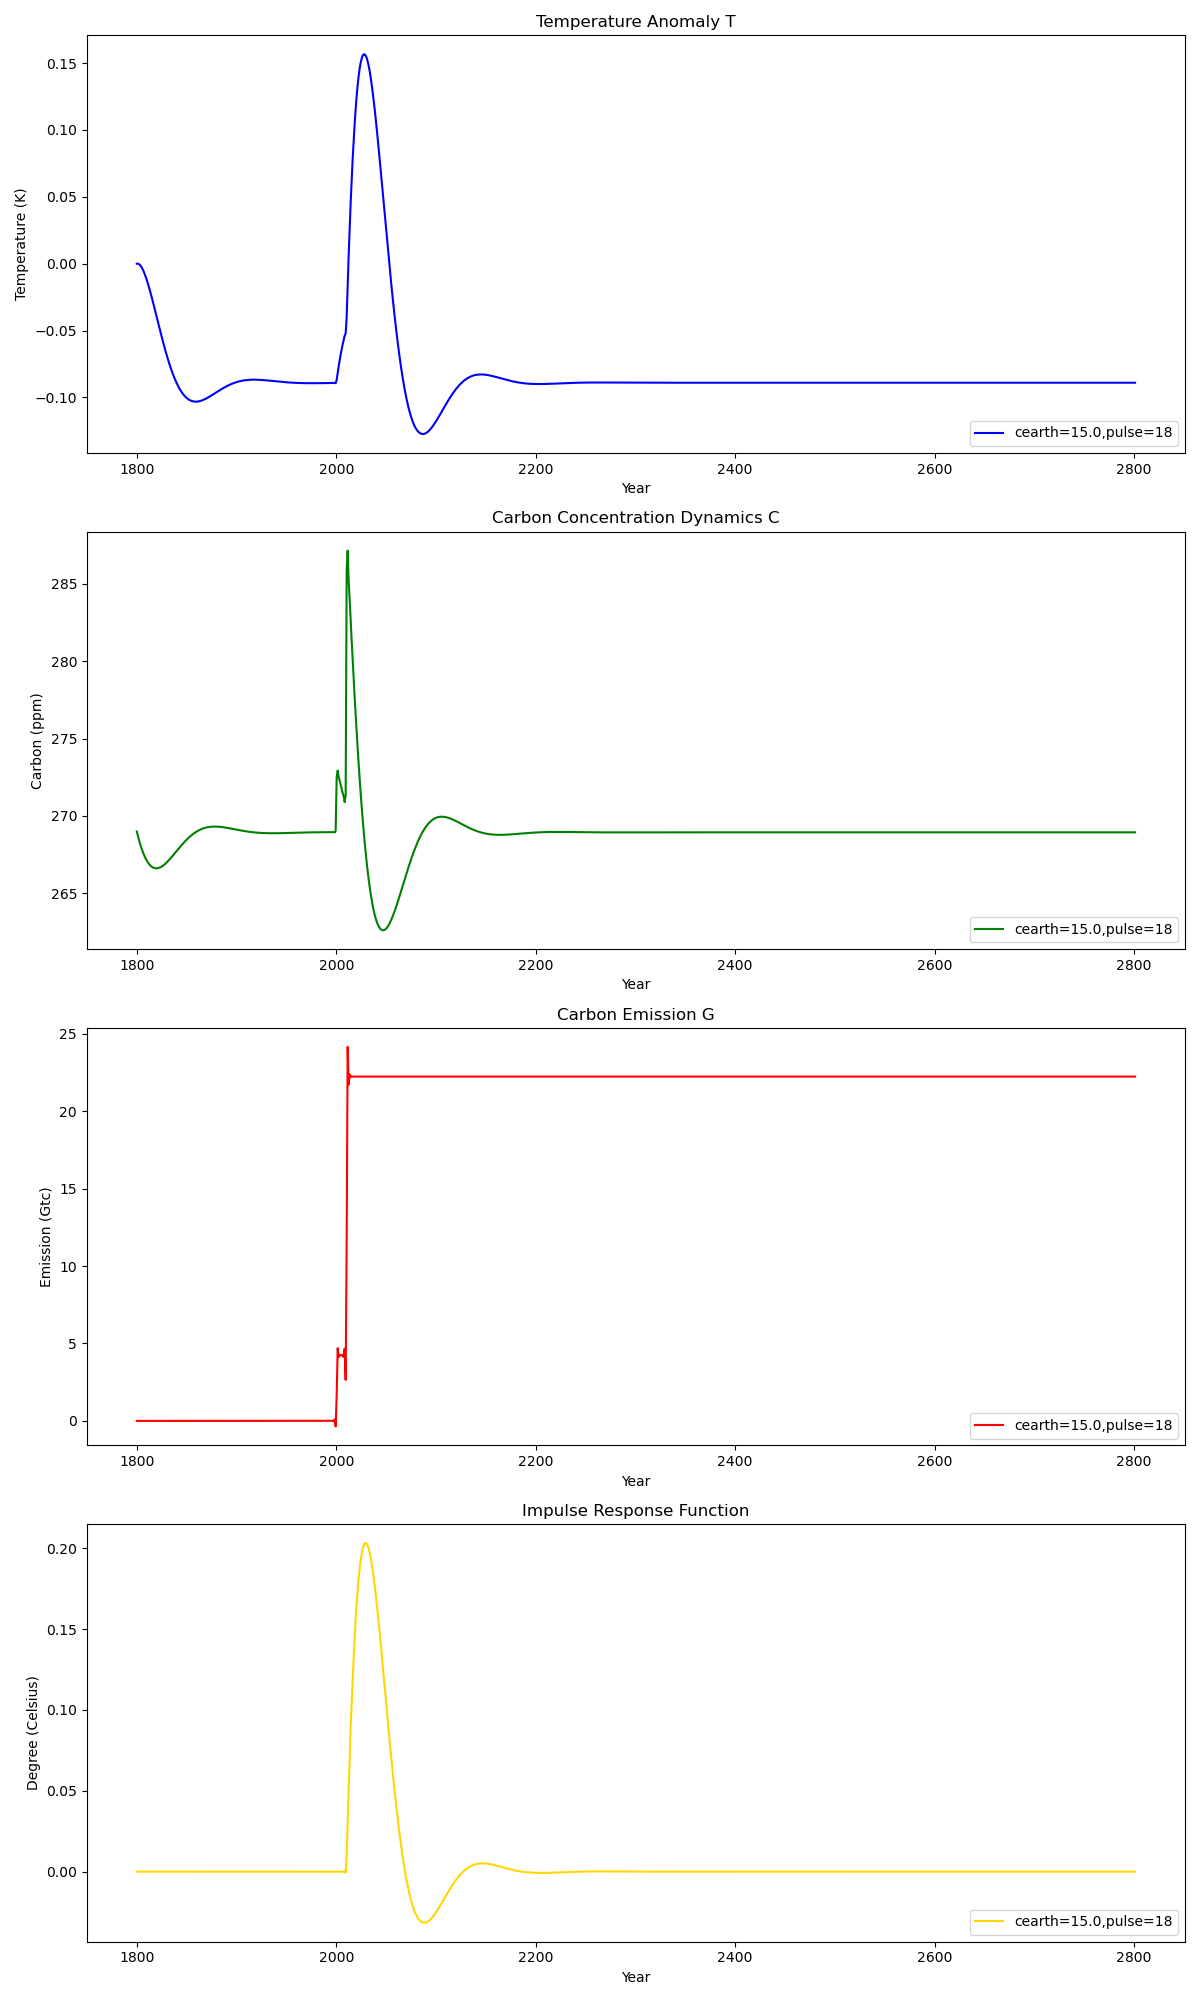 Temperature Anomaly T
0.15
0.10
0.05
0.00
−0.05
−0.10
Temperature (K)
cearth=15.0,pulse=18
1800 2000 2200 2400 2600 2800
Year
Carbon Concentration Dynamics C
285
280
275
270
265
Carbon (ppm)
cearth=15.0,pulse=18
1800 2000 2200 2400 2600 2800
Year
Carbon Emission G
25
20
15
10
5
0
Emission (Gtc)
cearth=15.0,pulse=18
1800 2000 2200 2400 2600 2800
Year
Impulse Response Function
0.20
0.15
0.10
0.05
0.00
Degree (Celsius)
cearth=15.0,pulse=18
1800 2000 2200 2400 2600 2800
Year